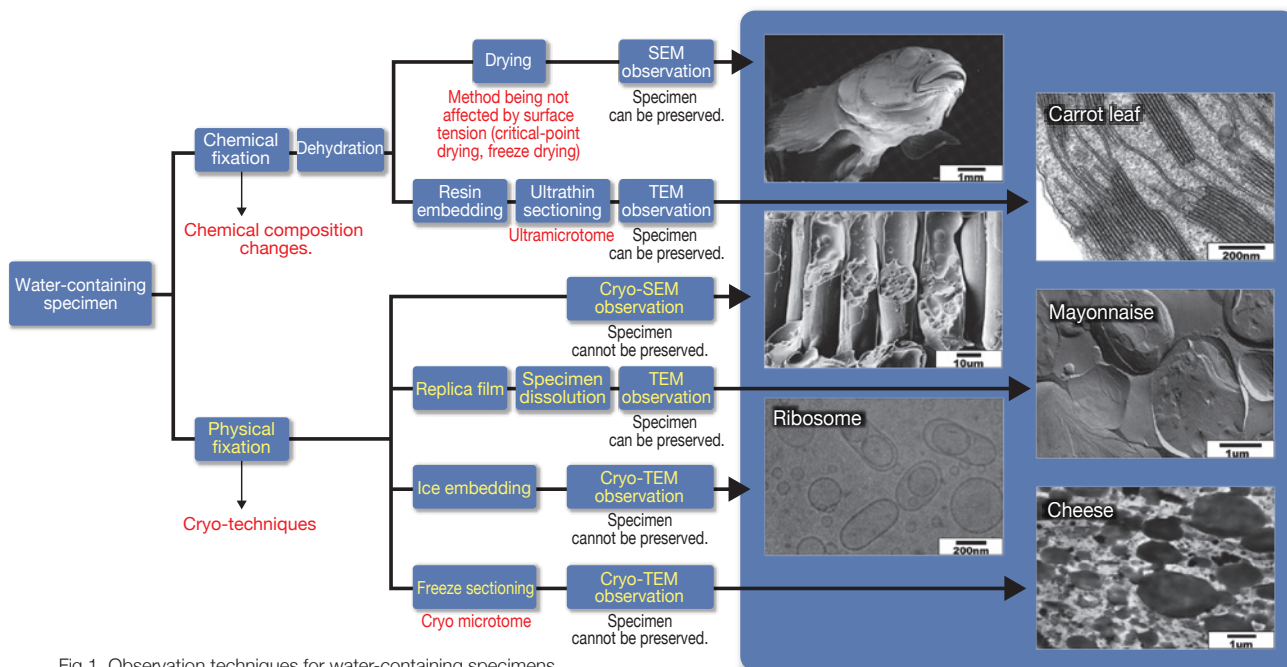 Drying
SEM
observation
Method being not
affected by surface
tension (critical-point
drying, freeze drying)
Specimen
can be preserved.
1mm
Chemical
fixation
Dehydration
Chemical composition
changes.
Resin
embedding
Ultrathin
sectioning
TEM
observation
Ultramicrotome
Specimen
can be preserved.
Carrot leaf
200nm
Water-containing
specimen
Cryo-SEM
observation
Specimen
cannot be preserved.
10μm
Replica film
Specimen
dissolution
TEM
observation
Specimen
can be preserved.
Mayonnaise
1μm
Physical
fixation
Cryo-techniques
Ice embedding
Cryo-TEM
observation
Specimen
cannot be preserved.
Ribosome
200nm
Freeze sectioning
Cryo microtome
Cryo-TEM
observation
Specimen
cannot be preserved.
Cheese
1μm
Fig.1 Observation techniques for water-containing specimens